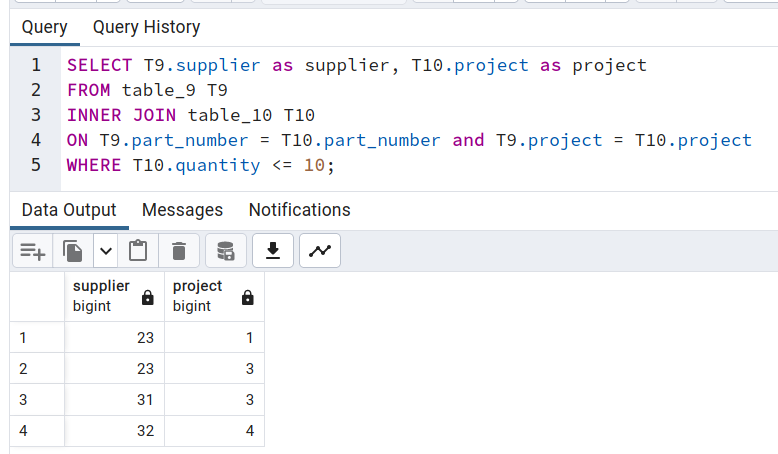 Query Query History
1 SELECT T9.supplier as supplier, T10.project as project
2 FROM table_9 T9
3 INNER JOIN table_10 T10
4 ON T9.part_number = T10.part_number and T9.project = T10.project
5 WHERE T10.quantity <= 10;
Data Output Messages Notifications
supplier project
bigint bigint
1 23 1
2 23 3
3 31 3
4 32 4